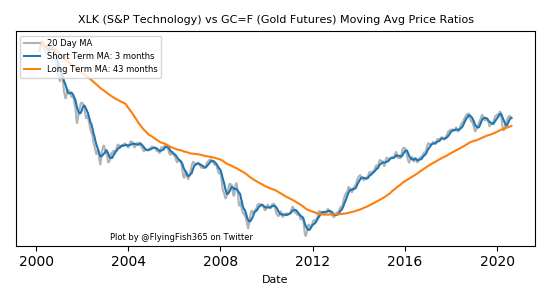 XLK (S&P Technology) vs GC=F (Gold Futures) Moving Avg Price Ratios
20 Day MA
Short Term MA: 3 months
Long Term MA: 43 months
Plot by @FlyingFish365 on Twitter
2000 2004 2008 2012 2016 2020
Date